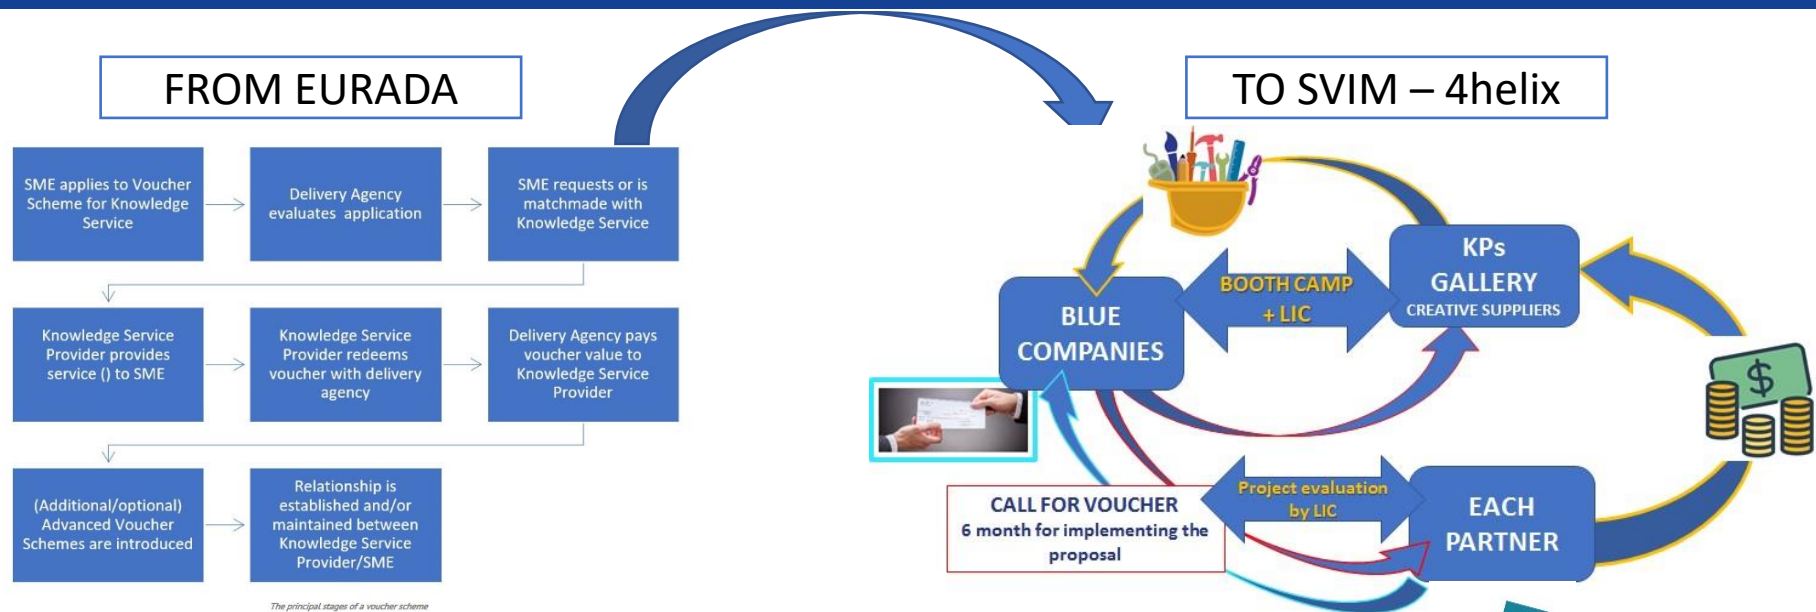 FROM EURADA
SME applies to Voucher
Scheme for Knowledge
Service
Delivery Agency
evaluates application
SME requests or is
matchmade with
Knowledge Service
Knowledge Service
Provider provides
service () to SME
Knowledge Service
Provider redeems
voucher with delivery
agency
Delivery Agency pays
voucher value to
Knowledge Service
Provider
(Additional/optional)
Advanced Voucher
Schemes are introduced
Relationship is
established and/or
maintained between
Knowledge Service
Provider/SME
The principal stages of a voucher scheme
TO SVIM – 4helix
KPs
GALLERY
CREATIVE SUPPLIERS
BOOTH CAMP
+ LIC
BLUE
COMPANIES
$
CALL FOR VOUCHER
6 month for implementing the
proposal
Project evaluation
by LIC
EACH
PARTNER